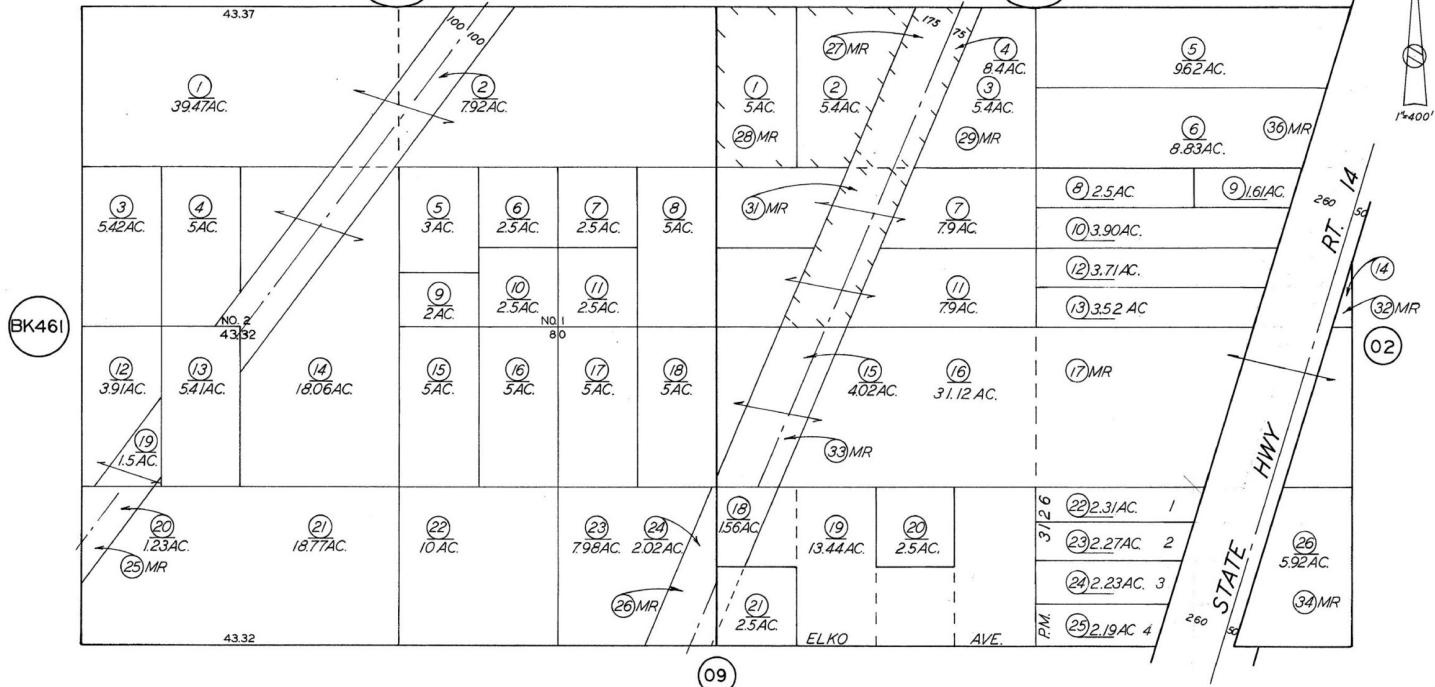 43.37
100 100
175
75
1
39.47AC.
2
7.92AC.
27 MR
1
5AC.
28 MR
2
5.4AC.
4
8.4AC.
3
5.4AC.
29 MR
5
9.62AC.
6
8.83AC.
36 MR
1"=400'
3
5.42AC.
4
5AC.
5
3AC.
6
2.5AC.
7
2.5AC.
8
5AC.
31 MR
7
7.9AC.
8 2.5AC.
9 1.61AC.
10 3.90AC.
9
2AC.
10
2.5AC.
11
2.5AC.
11
7.9AC.
12 3.71AC.
13 3.52 AC
260
50
RT. 14
14
32 MR
BK461
NO. 2
43.32
NO. 1
80
02
12
3.91AC.
13
5.41AC.
14
18.06AC.
15
5AC.
16
5AC.
17
5AC.
18
5AC.
15
4.02AC.
16
31.12 AC.
17 MR
19
1.5AC.
33 MR
STATE HWY
20
1.23AC.
25 MR
21
18.77AC.
22
10AC.
23
7.98AC.
24
2.02AC.
26 MR
18
1.56AC
19
13.44AC.
20
2.5AC.
21
2.5AC.
P.M. 3126
22 2.31AC. 1
23 2.27AC. 2
24 2.23AC. 3
25 2.19AC 4
26
5.92AC.
34 MR
260
50
43.32
ELKO AVE.
09